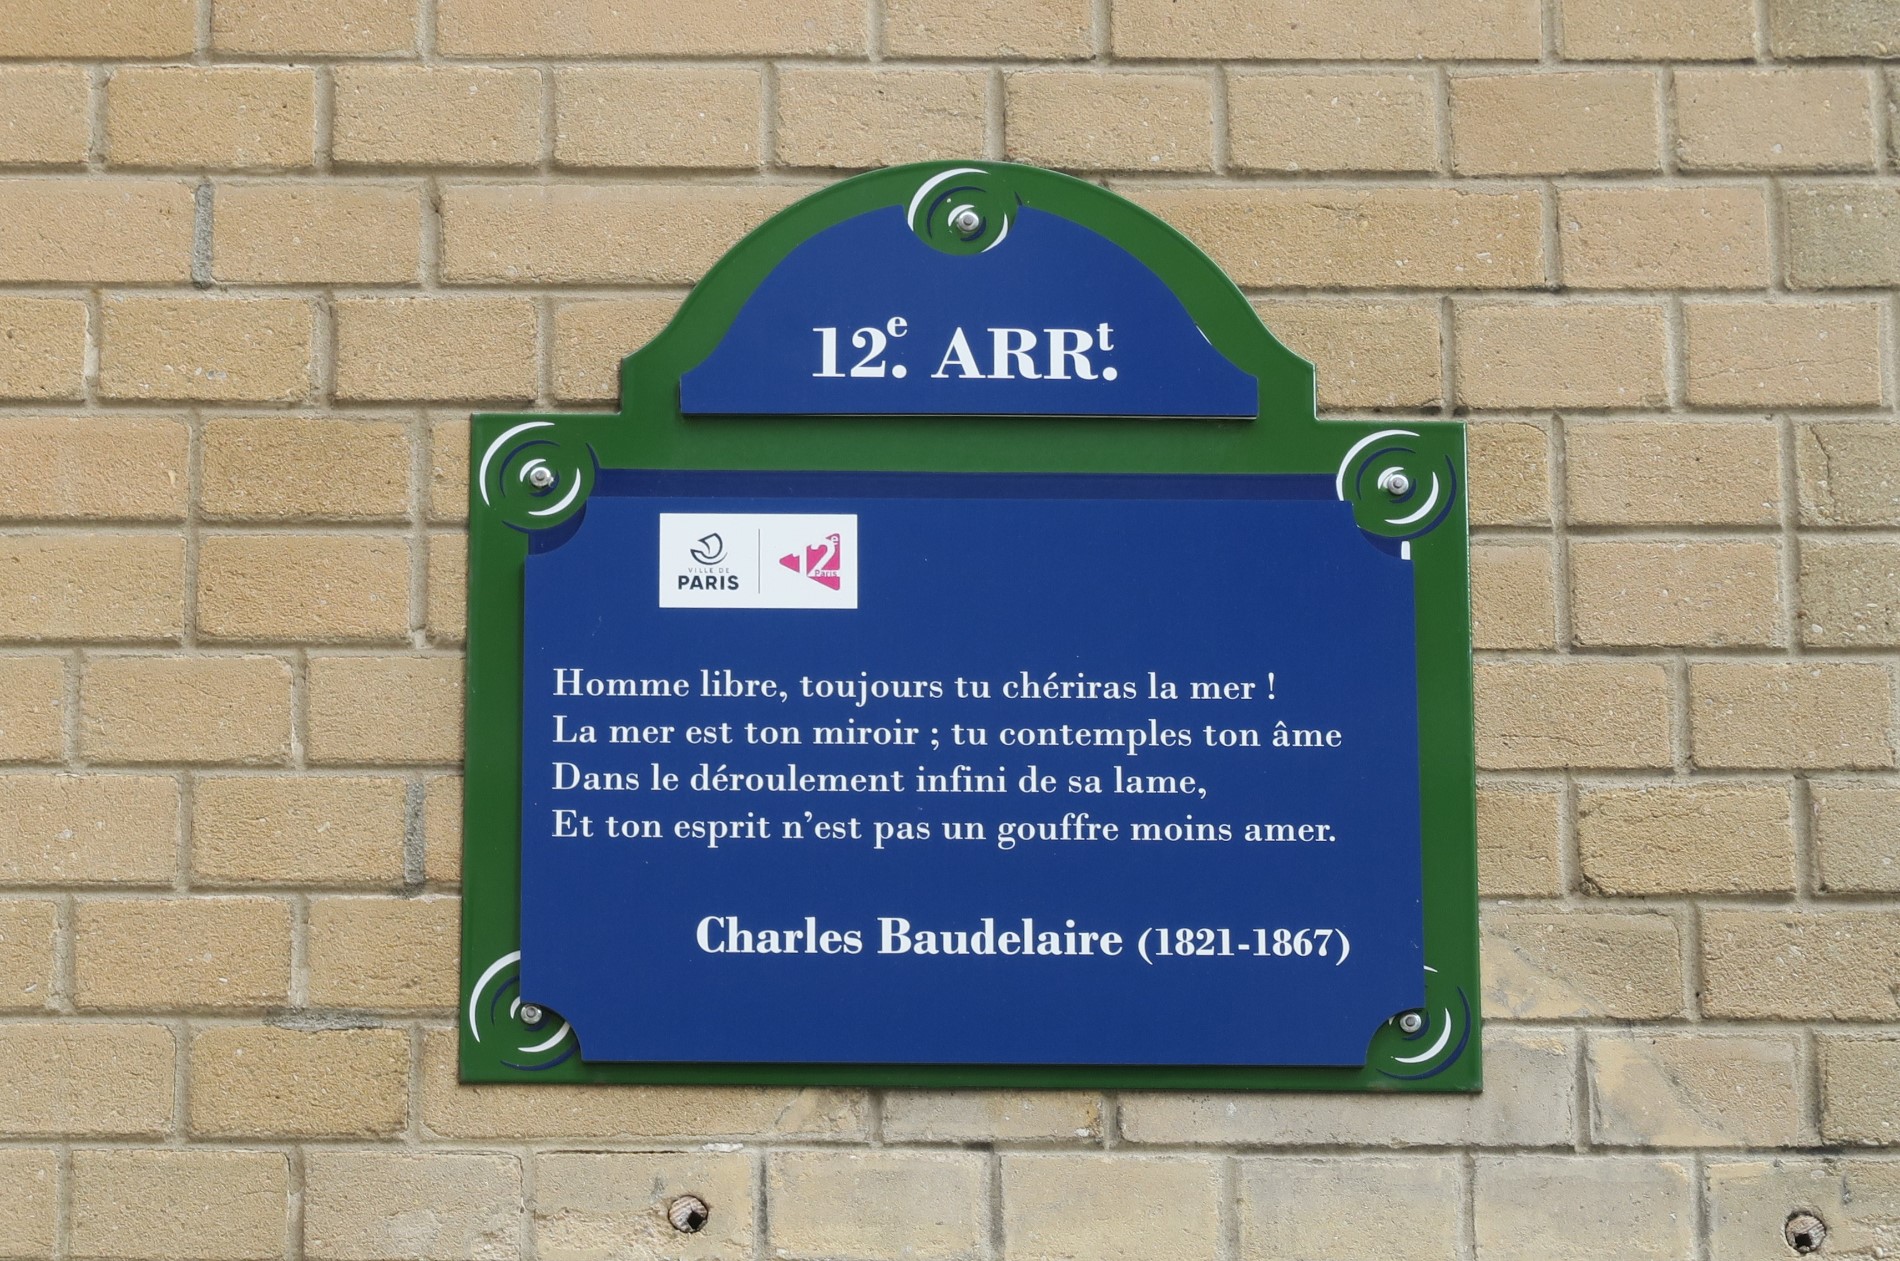 12e. ARRt.
VILLE DE
PARIS
12e
Paris
Homme libre, toujours tu chériras la mer !
La mer est ton miroir ; tu contemples ton âme
Dans le déroulement infini de sa lame,
Et ton esprit n’est pas un gouffre moins amer.
Charles Baudelaire (1821-1867)